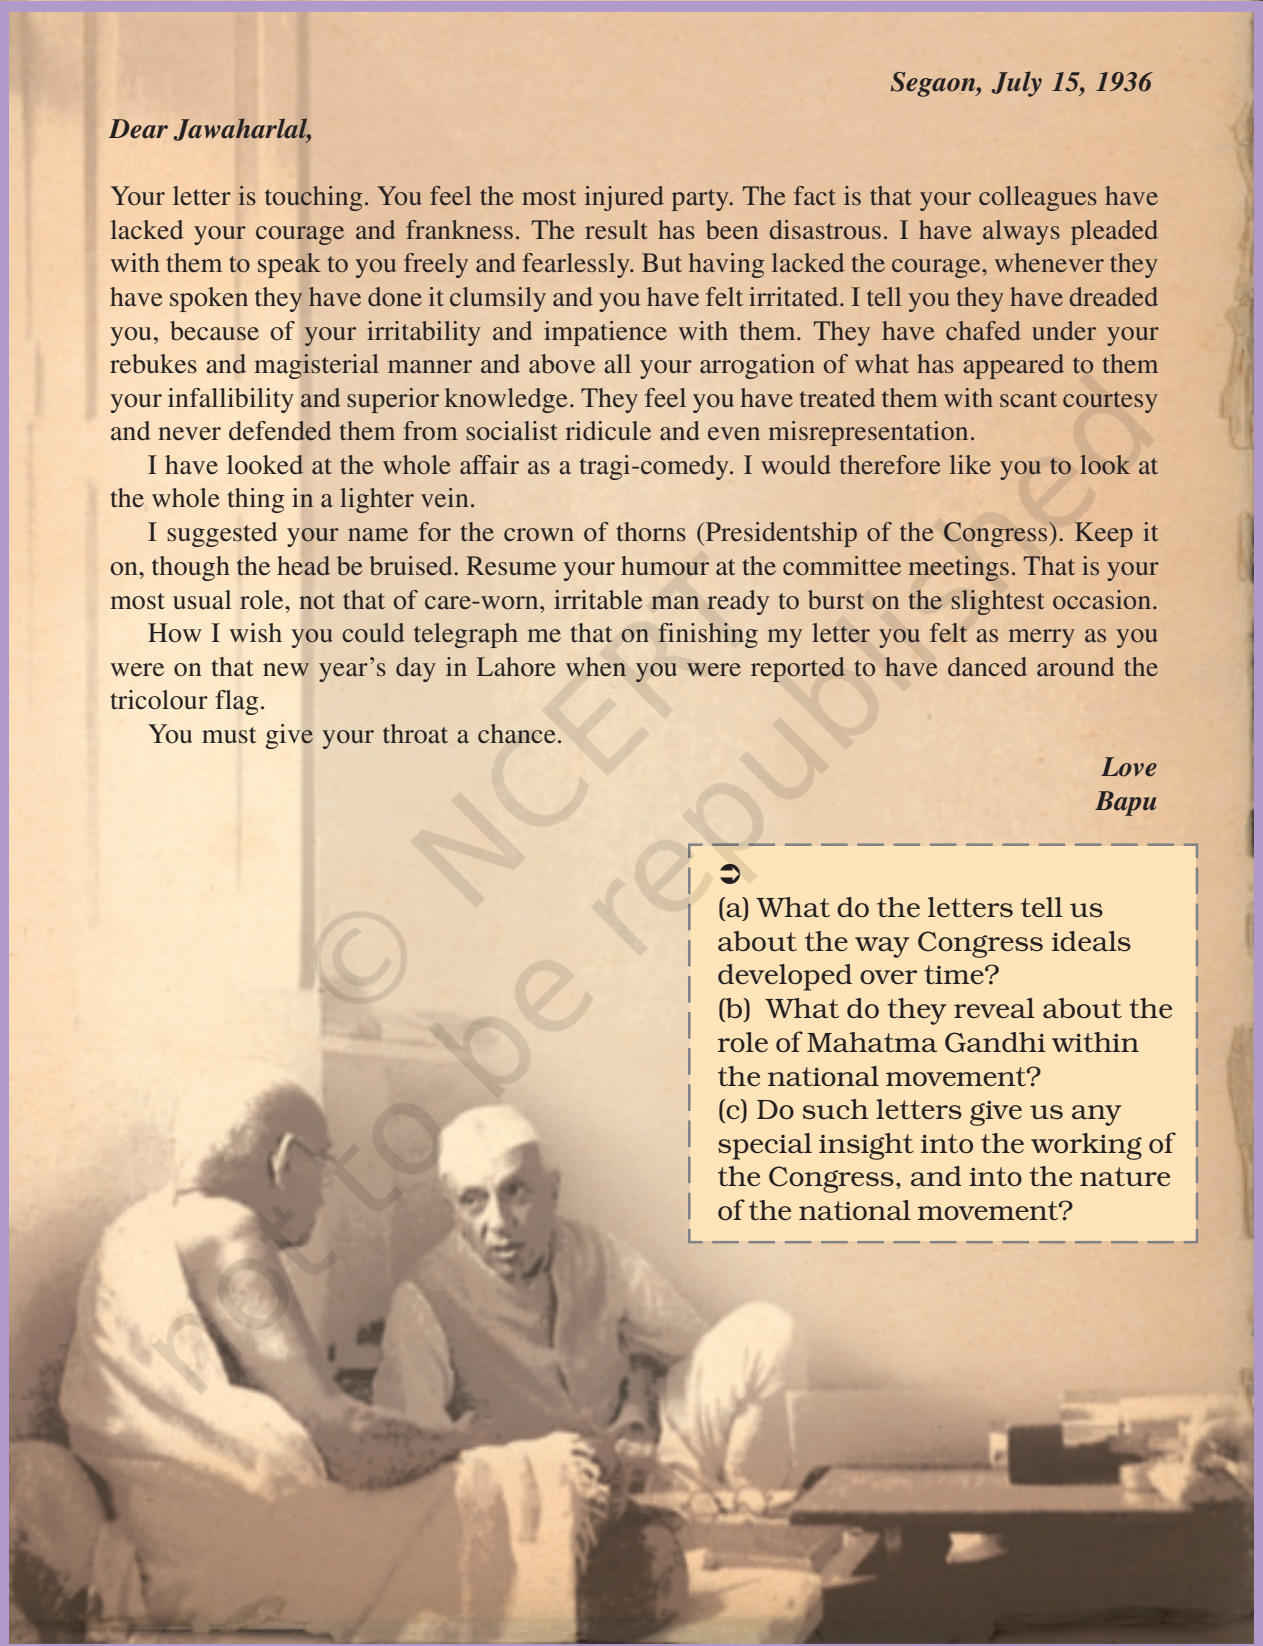 Segaon, July 15, 1936
Dear Jawaharlal,
Your letter is touching. You feel the most injured party. The fact is that your colleagues have
lacked your courage and frankness. The result has been disastrous. I have always pleaded
with them to speak to you freely and fearlessly. But having lacked the courage, whenever they
have spoken they have done it clumsily and you have felt irritated. I tell you they have dreaded
you, because of your irritability and impatience with them. They have chafed under your
rebukes and magisterial manner and above all your arrogation of what has appeared to them
your infallibility and superior knowledge. They feel you have treated them with scant courtesy
and never defended them from socialist ridicule and even misrepresentation.
I have looked at the whole affair as a tragi-comedy. I would therefore like you to look at
the whole thing in a lighter vein.
I suggested your name for the crown of thorns (Presidentship of the Congress). Keep it
on, though the head be bruised. Resume your humour at the committee meetings. That is your
most usual role, not that of care-worn, irritable man ready to burst on the slightest occasion.
How I wish you could telegraph me that on finishing my letter you felt as merry as you
were on that new year's day in Lahore when you were reported to have danced around the
tricolour flag.
You must give your throat a chance.
Love
Bapu
(a) What do the letters tell us
about the way Congress ideals
developed over time?
(b) What do they reveal about the
role of Mahatma Gandhi within
the national movement?
(c) Do such letters give us any
special insight into the working of
the Congress, and into the nature
of the national movement?
© NCERT
not to be republished